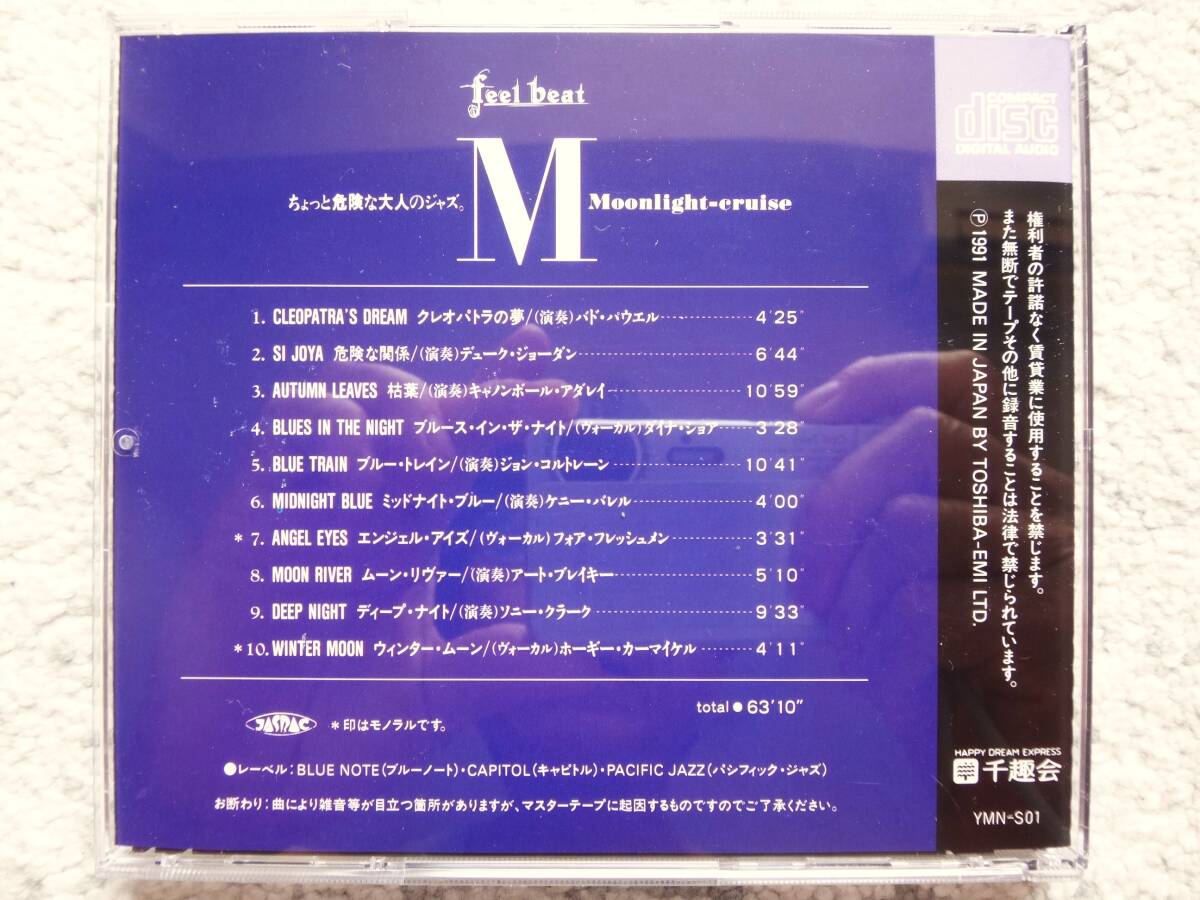 feel beat
ちょっと危険な大人のジャズ。 M Moonlight=cruise
1. CLEOPATRA'S DREAM クレオパトラの夢/(演奏)バド・パウエル 4'25"
2. SI JOYA 危険な関係/(演奏)デューク・ジョーダン 6'44"
3. AUTUMN LEAVES 枯葉/(演奏)キャノンボール・アダレイ 10'59"
4. BLUES IN THE NIGHT ブルース・イン・ザ・ナイト/(ヴォーカル)ダイナ・ショア 3'28"
5. BLUE TRAIN ブルー・トレイン/(演奏)ジョン・コルトレーン 10'41"
6. MIDNIGHT BLUE ミッドナイト・ブルー/(演奏)ケニー・バレル 4'00"
*7. ANGEL EYES エンジェル・アイズ/(ヴォーカル)フォア・フレッシュメン 3'31"
8. MOON RIVER ムーン・リヴァー/(演奏)アート・ブレイキー 5'10"
9. DEEP NIGHT ディープ・ナイト/(演奏)ソニー・クラーク 9'33"
*10. WINTER MOON ウィンター・ムーン/(ヴォーカル)ホーギー・カーマイケル 4'11"
total●63'10"
JASRAC *印はモノラルです。
●レーベル:BLUE NOTE(ブルーノート)・CAPITOL(キャピトル)・PACIFIC JAZZ(パシフィック・ジャズ)
お断わり:曲により雑音等が目立つ箇所がありますが、マスターテープに起因するものですのでご了承ください。
COMPACT
disc
DIGITAL AUDIO
権利者の許諾なく賃貸業に使用することを禁じます。
また無断でテープその他に録音することは法律で禁じられています。
Ⓟ1991 MADE IN JAPAN BY TOSHIBA-EMI LTD.
HAPPY DREAM EXPRESS
千趣会
YMN=S01